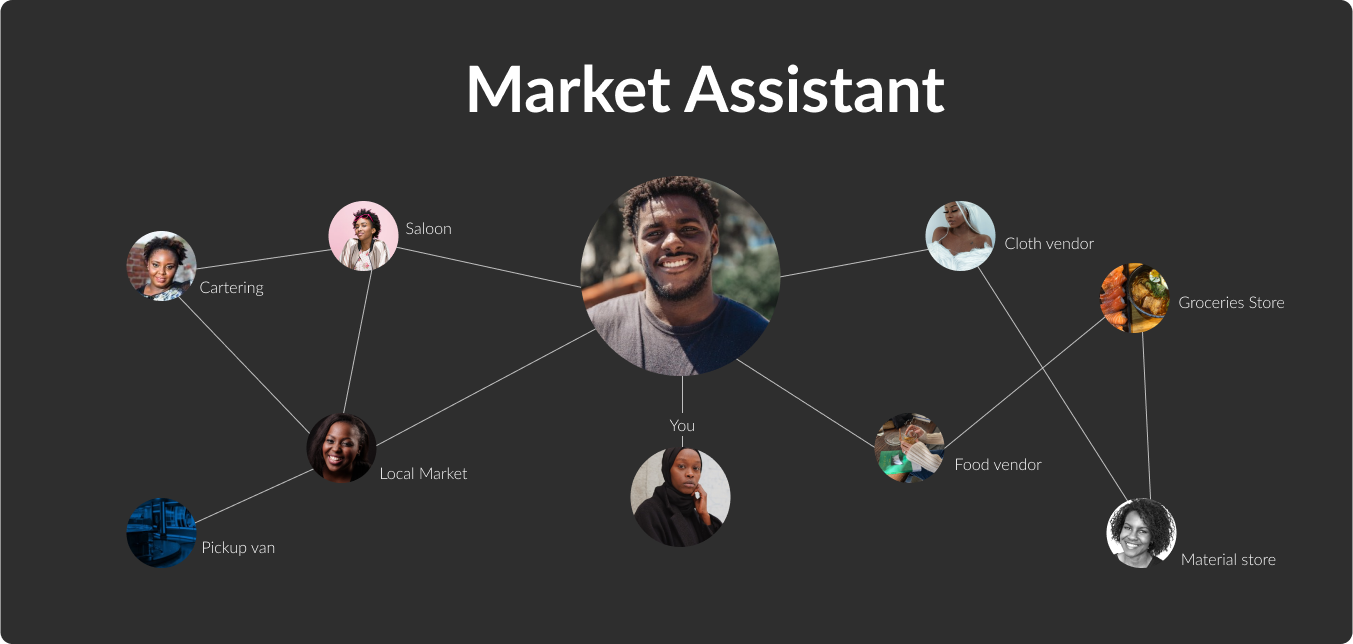 Market Assistant
Saloon
Cloth vendor
Cartering
Groceries Store
You
Local Market
Food vendor
Pickup van
Material store